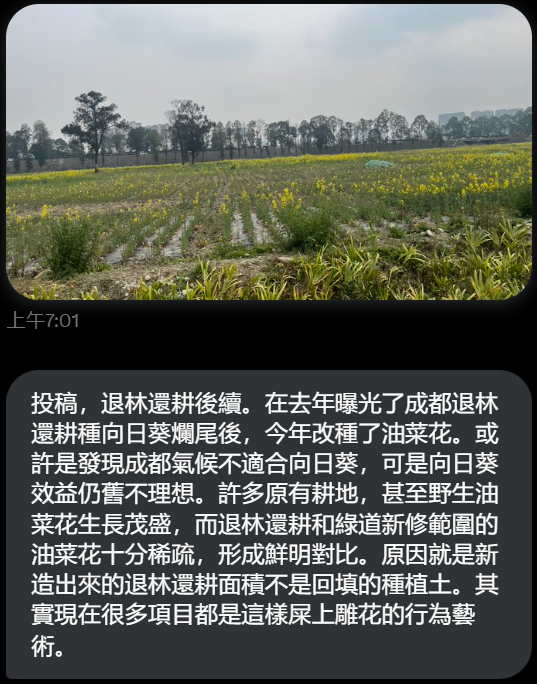 上午7:01
投稿，退林還耕後續。在去年曝光了成都退林
還耕種向日葵爛尾後，今年改種了油菜花。或
許是發現成都氣候不適合向日葵，可是向日葵
效益仍舊不理想。許多原有耕地，甚至野生油
菜花生長茂盛，而退林還耕和綠道新修範圍的
油菜花十分稀疏，形成鮮明對比。原因就是新
造出來的退林還耕面積不是回填的種植土。其
實現在很多項目都是這樣屎上雕花的行為藝
術。